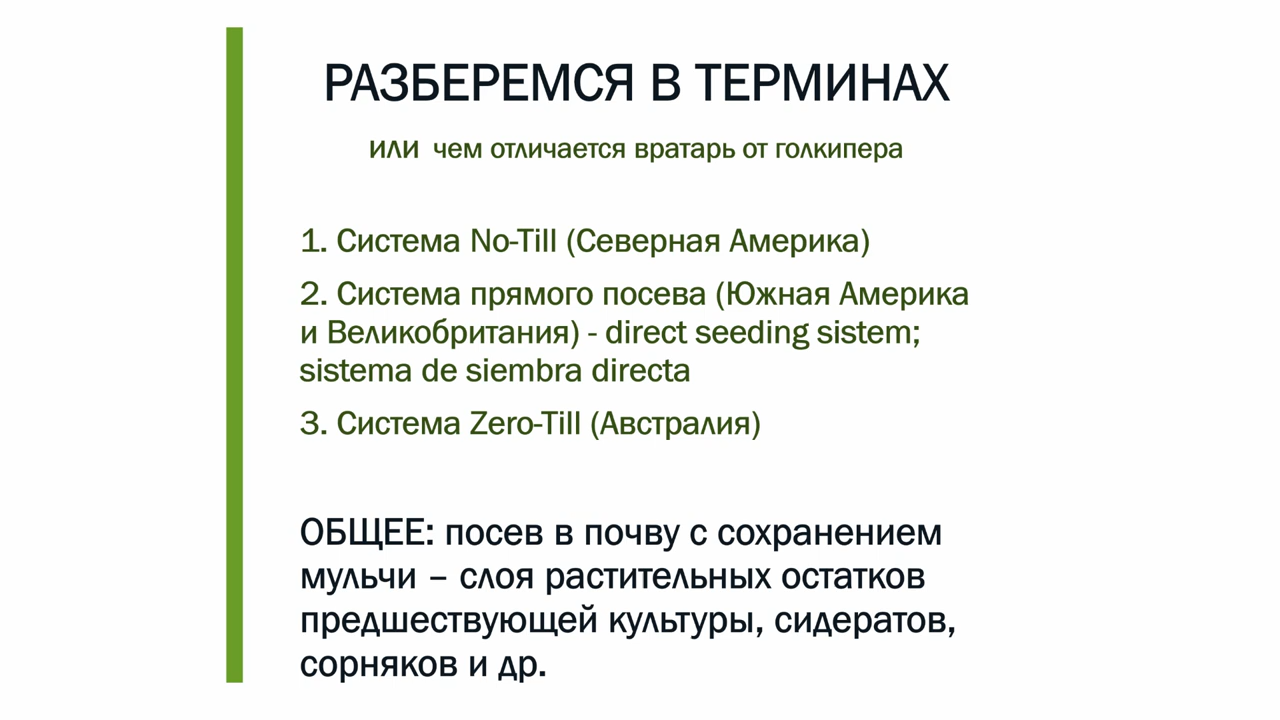 РАЗБЕРЕМСЯ В ТЕРМИНАХ
или чем отличается вратарь от голкипера
1. Система No-Till (Северная Америка)
2. Система прямого посева (Южная Америка
и Великобритания) - direct seeding sistem;
sistema de siembra directa
3. Система Zero-Till (Австралия)
ОБЩЕЕ: посев в почву с сохранением
мульчи – слоя растительных остатков
предшествующей культуры, сидератов,
сорняков и др.